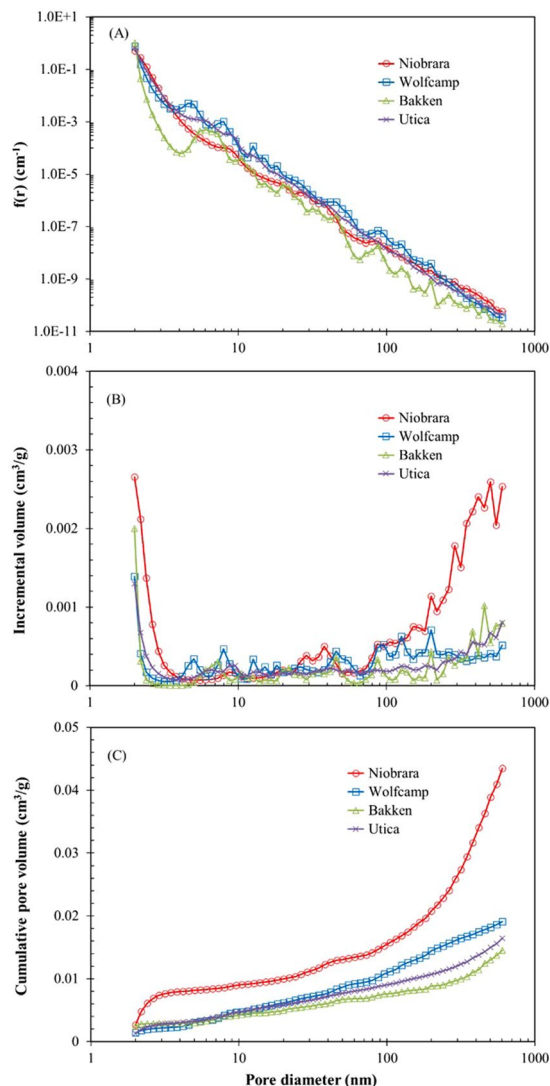 (A)
Niobrara
Wolfcamp
Bakken
Utica
f(r) (cm⁻¹)
1.0E+1
1.0E-1
1.0E-3
1.0E-5
1.0E-7
1.0E-9
1.0E-11
1 10 100 1000
(B)
Niobrara
Wolfcamp
Bakken
Utica
Incremental volume (cm³/g)
0.004
0.003
0.002
0.001
0
1 10 100 1000
(C)
Niobrara
Wolfcamp
Bakken
Utica
Cumulative pore volume (cm³/g)
0.05
0.04
0.03
0.02
0.01
0
1 10 100 1000
Pore diameter (nm)